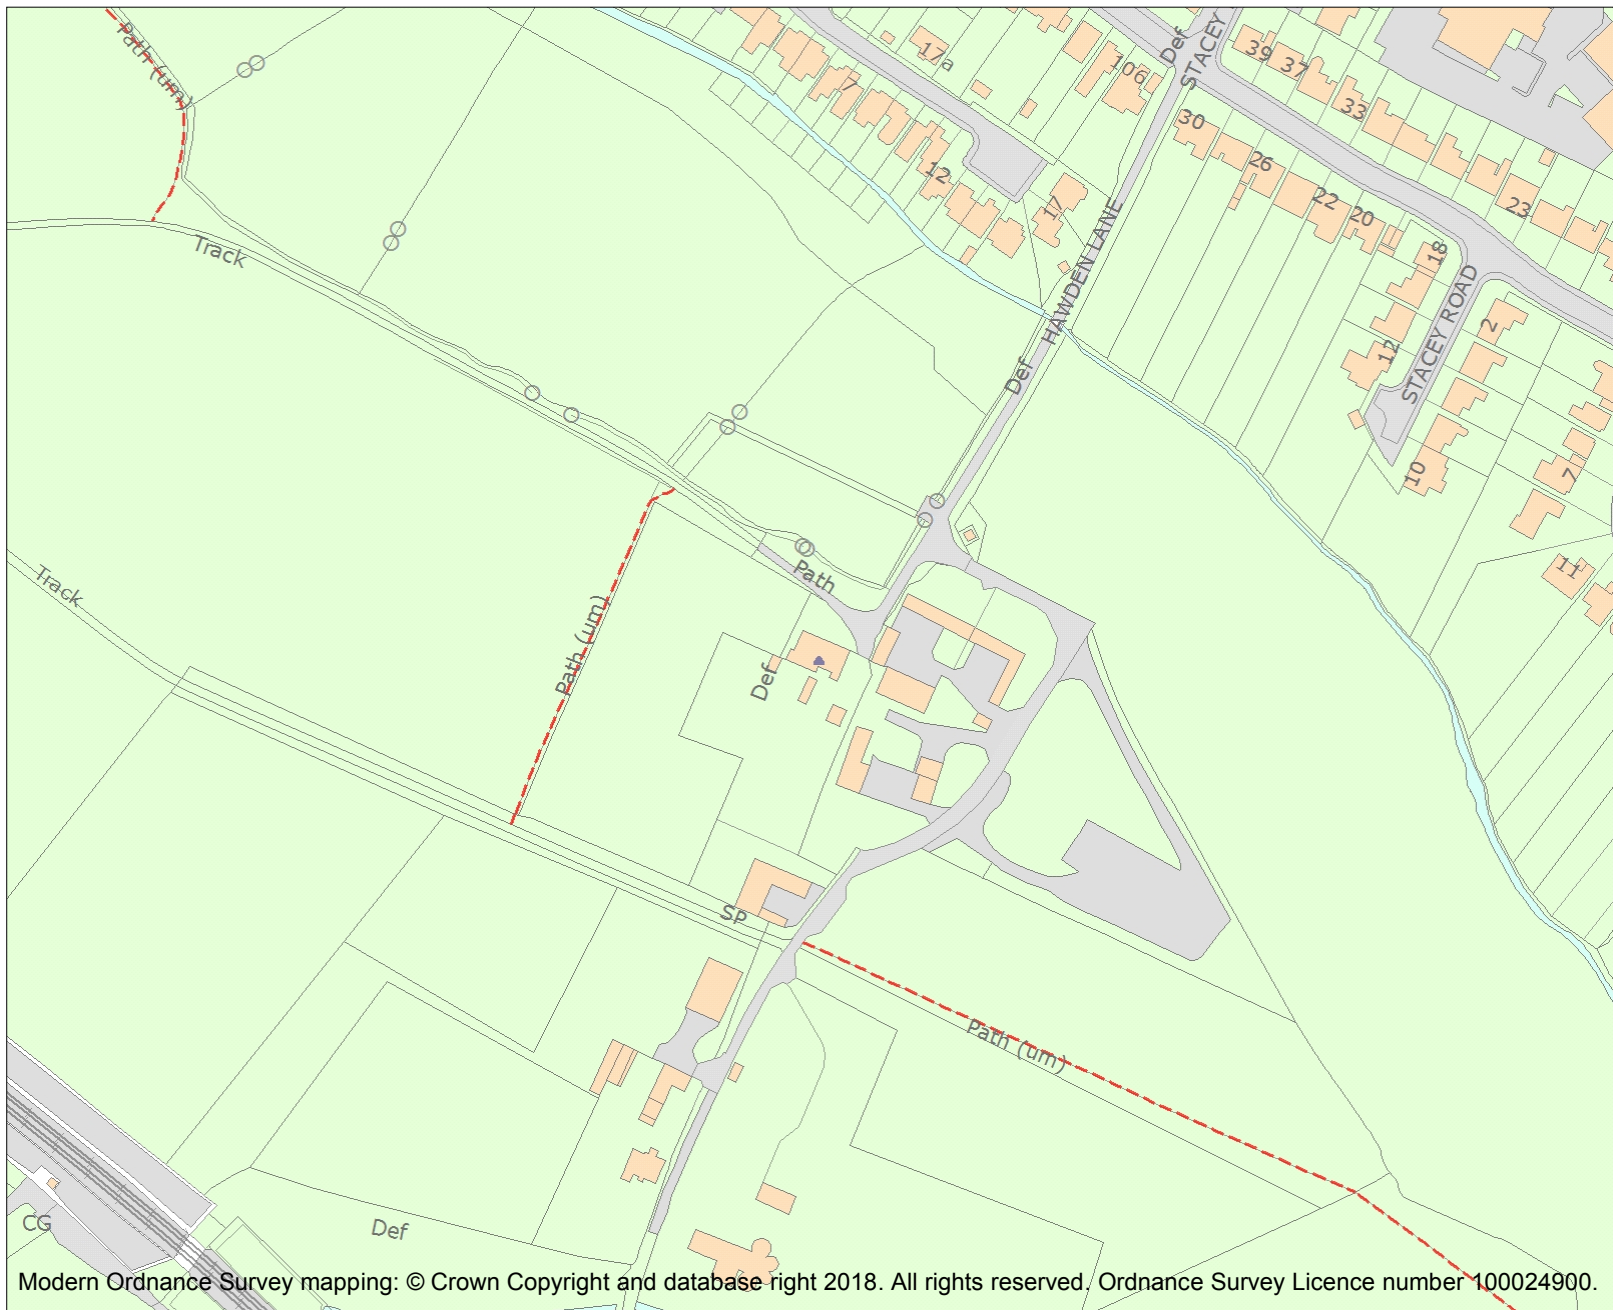 Path (um)
17a
7
106
Def
STACEY
39
37
33
30
26
22
20
23
12
17
HAWDEN LANE
Track
18
STACEY ROAD
2
12
Def
10
7
Path
11
Track
Path (um)
Def
Sp
Path (um)
CG
Def
Modern Ordnance Survey mapping: © Crown Copyright and database right 2018. All rights reserved. Ordnance Survey Licence number 100024900.